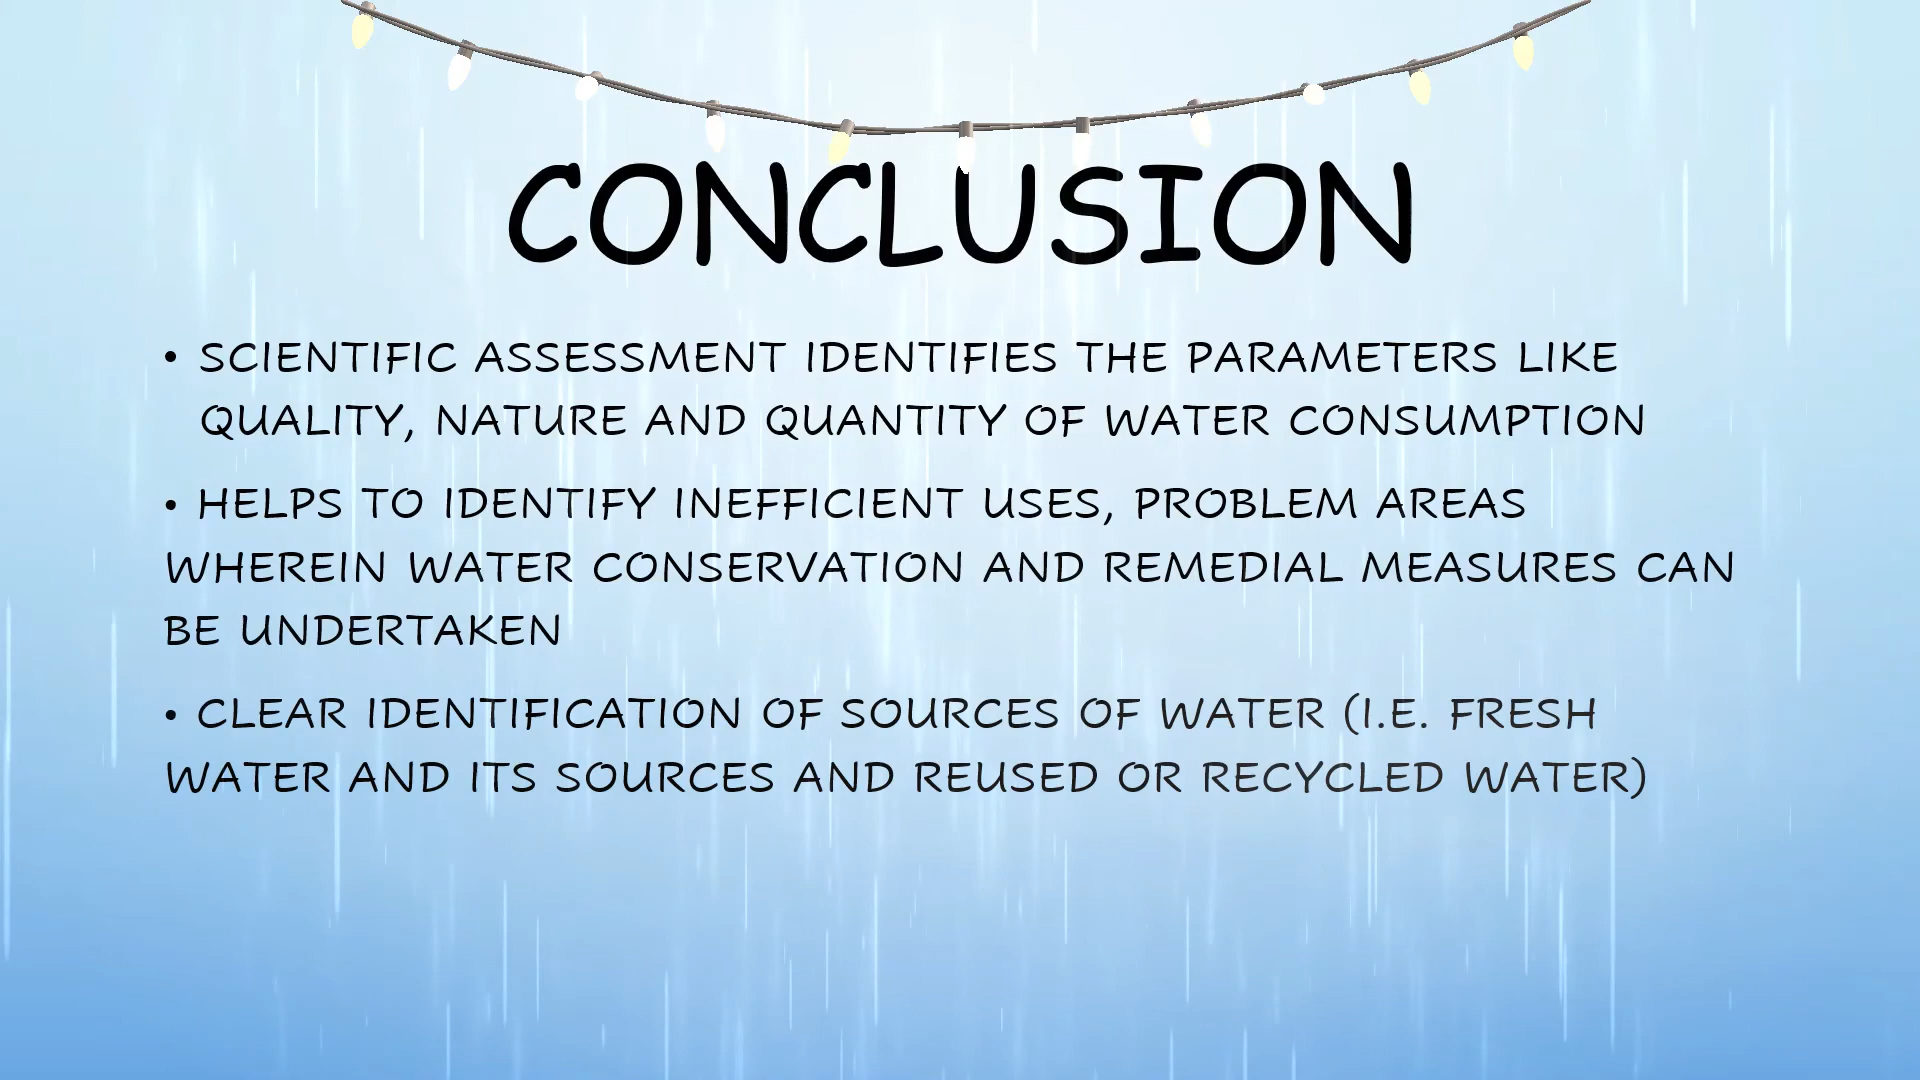 CONCLUSION
• SCIENTIFIC ASSESSMENT IDENTIFIES THE PARAMETERS LIKE
QUALITY, NATURE AND QUANTITY OF WATER CONSUMPTION
• HELPS TO IDENTIFY INEFFICIENT USES, PROBLEM AREAS
WHEREIN WATER CONSERVATION AND REMEDIAL MEASURES CAN
BE UNDERTAKEN
• CLEAR IDENTIFICATION OF SOURCES OF WATER (I.E. FRESH
WATER AND ITS SOURCES AND REUSED OR RECYCLED WATER)